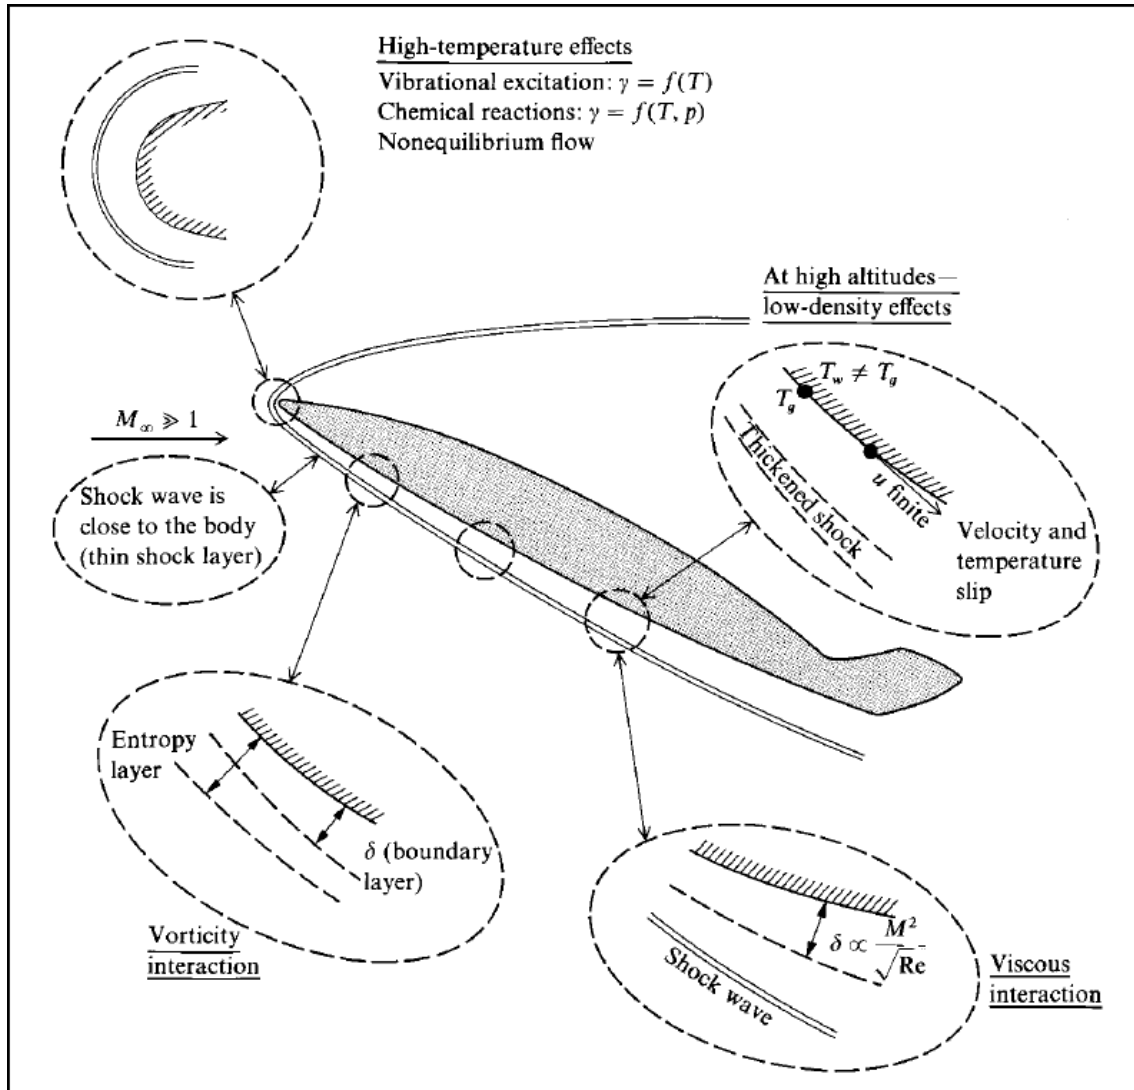 High-temperature effects
Vibrational excitation: γ = f(T)
Chemical reactions: γ = f(T, p)
Nonequilibrium flow
At high altitudes—
low-density effects
T_w ≠ T_g
T_g
M_∞ ≫ 1
Thickened shock
u finite
Shock wave is
close to the body
(thin shock layer)
Velocity and
temperature
slip
Entropy
layer
δ (boundary
layer)
Vorticity
interaction
δ ∝ M²/√Re
Shock wave
Viscous
interaction